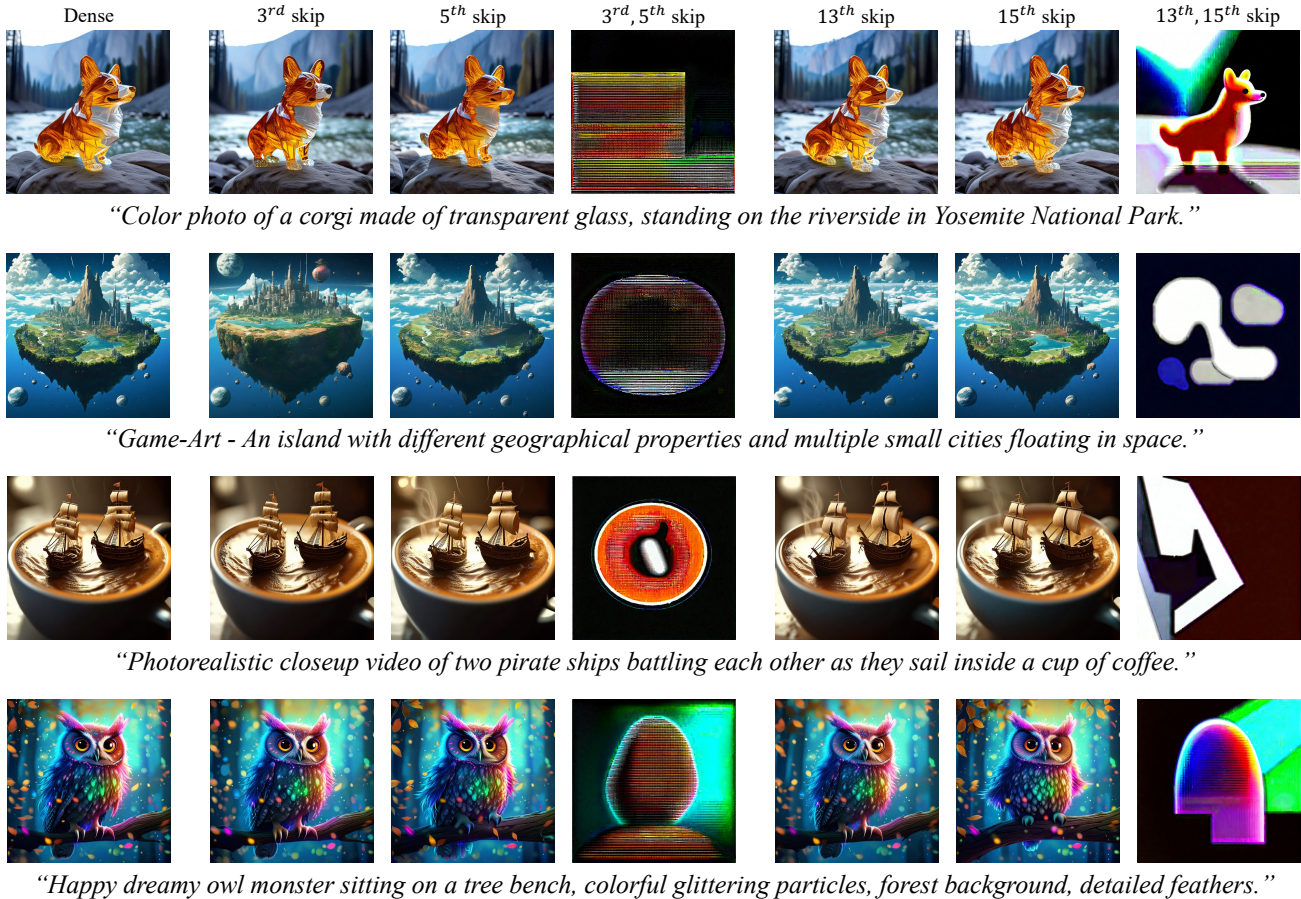 Dense 3rd skip 5th skip 3rd, 5th skip 13th skip 15th skip 13th, 15th skip
“Color photo of a corgi made of transparent glass, standing on the riverside in Yosemite National Park.”
“Game-Art - An island with different geographical properties and multiple small cities floating in space.”
“Photorealistic closeup video of two pirate ships battling each other as they sail inside a cup of coffee.”
“Happy dreamy owl monster sitting on a tree bench, colorful glittering particles, forest background, detailed feathers.”